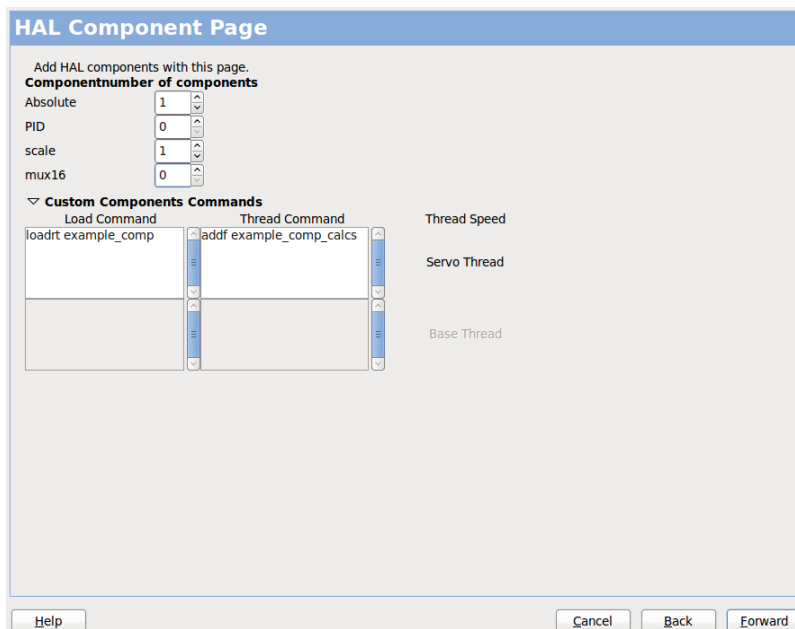 HAL Component Page
Add HAL components with this page.
Componentnumber of components
Absolute 1
PID 0
scale 1
mux16 0
Custom Components Commands
Load Command Thread Command Thread Speed
loadrt example_comp addf example_comp_calcs
Servo Thread
Base Thread
Help Cancel Back Forward